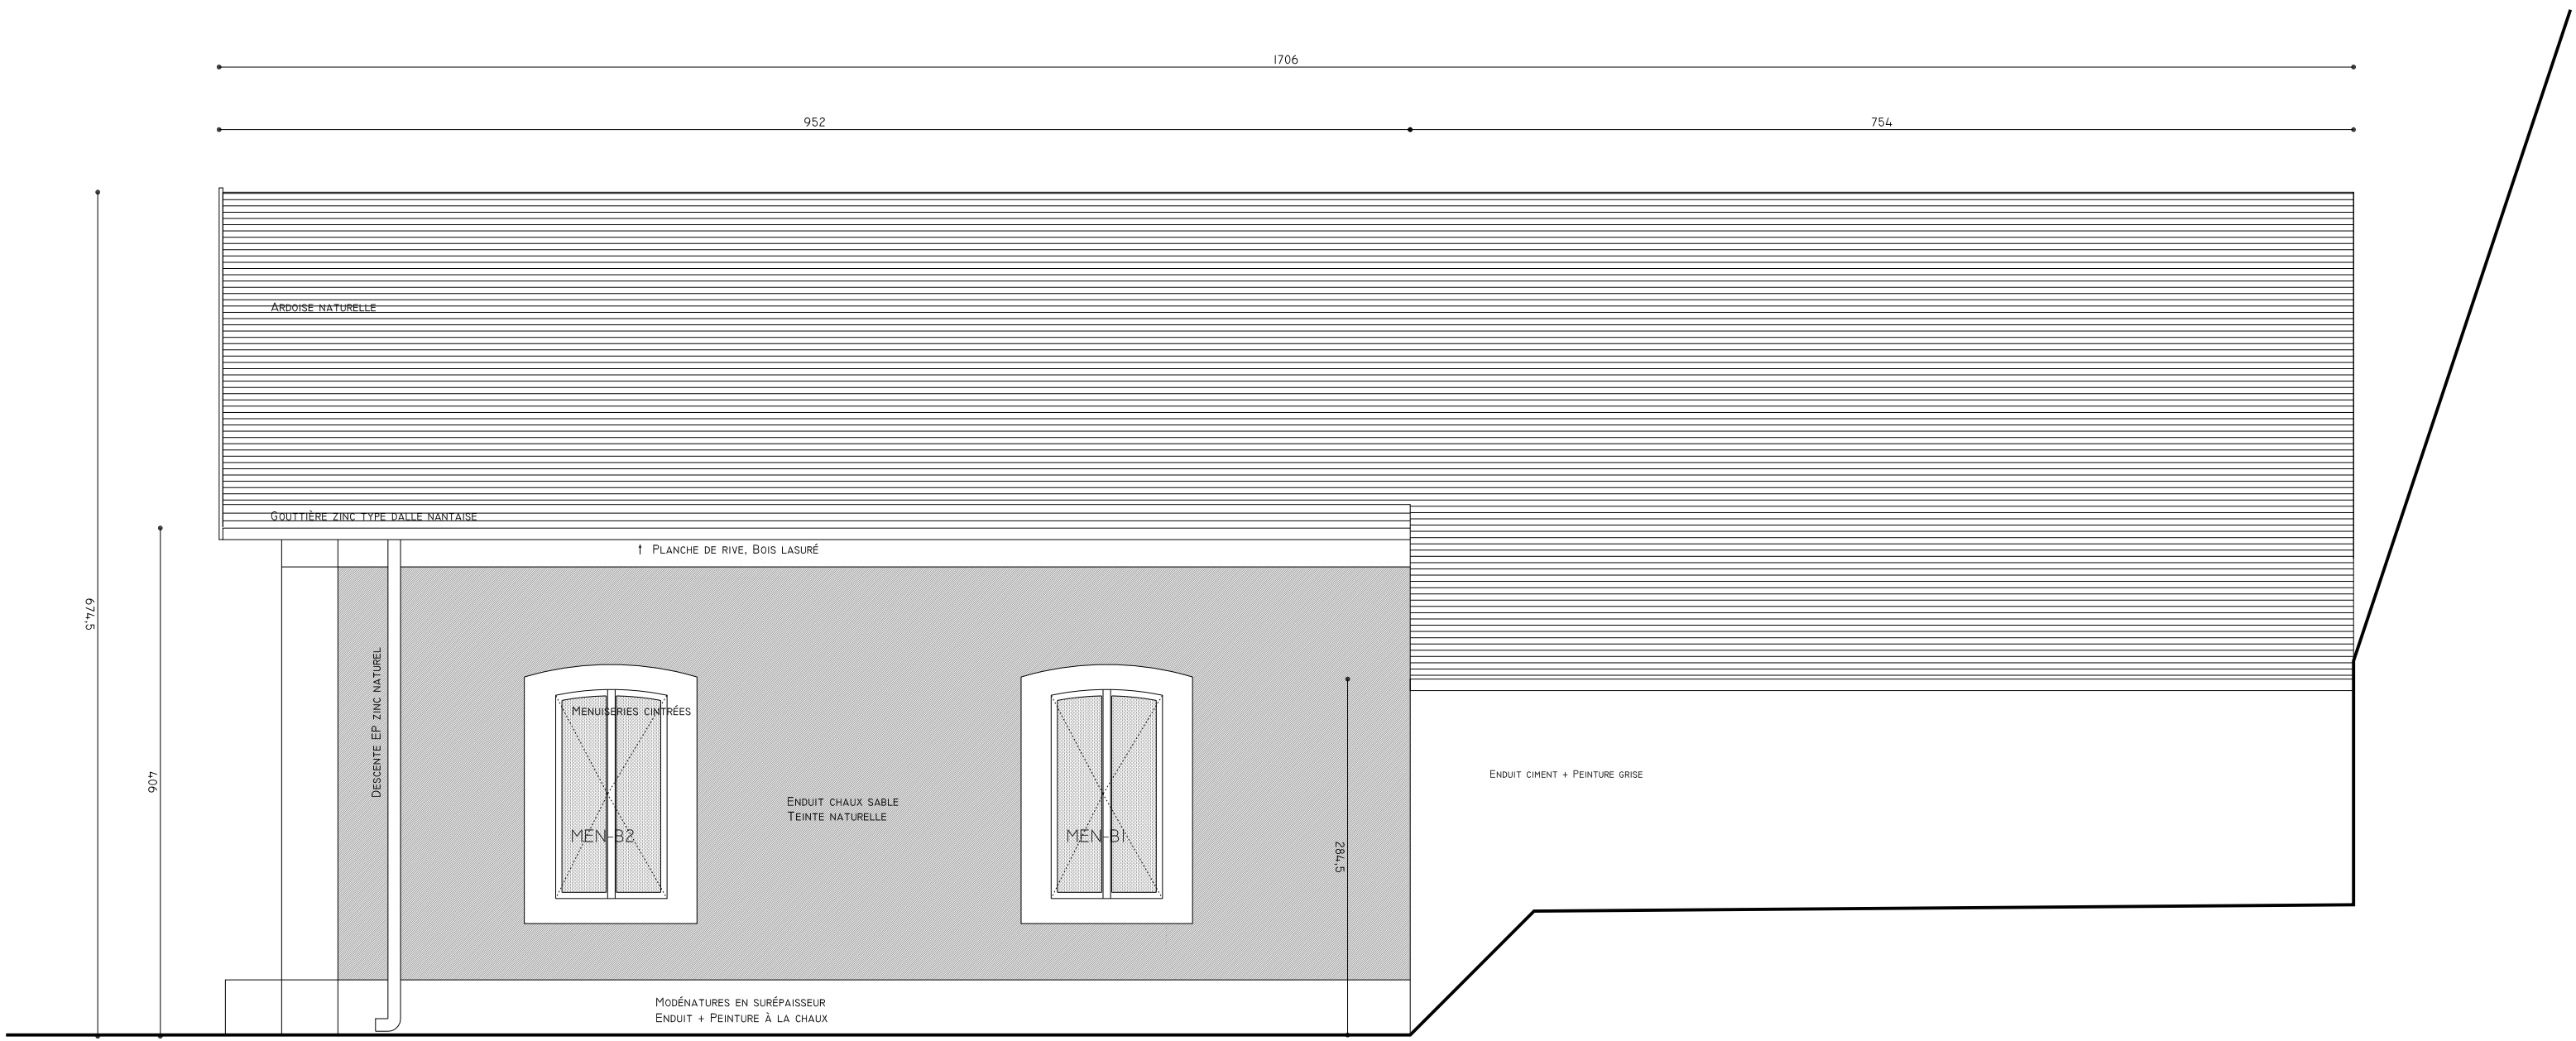 1706
952
754
Ardoise naturelle
Gouttière zinc type dalle nantaise
Planche de rive, Bois lasuré
674,5
406
Descente EP zinc naturel
Menuiseries cintrées
Enduit ciment + Peinture grise
Enduit chaux sable
Teinte naturelle
MEN-B2
MEN-B1
284,5
Modénatures en surépaisseur
Enduit + Peinture à la chaux